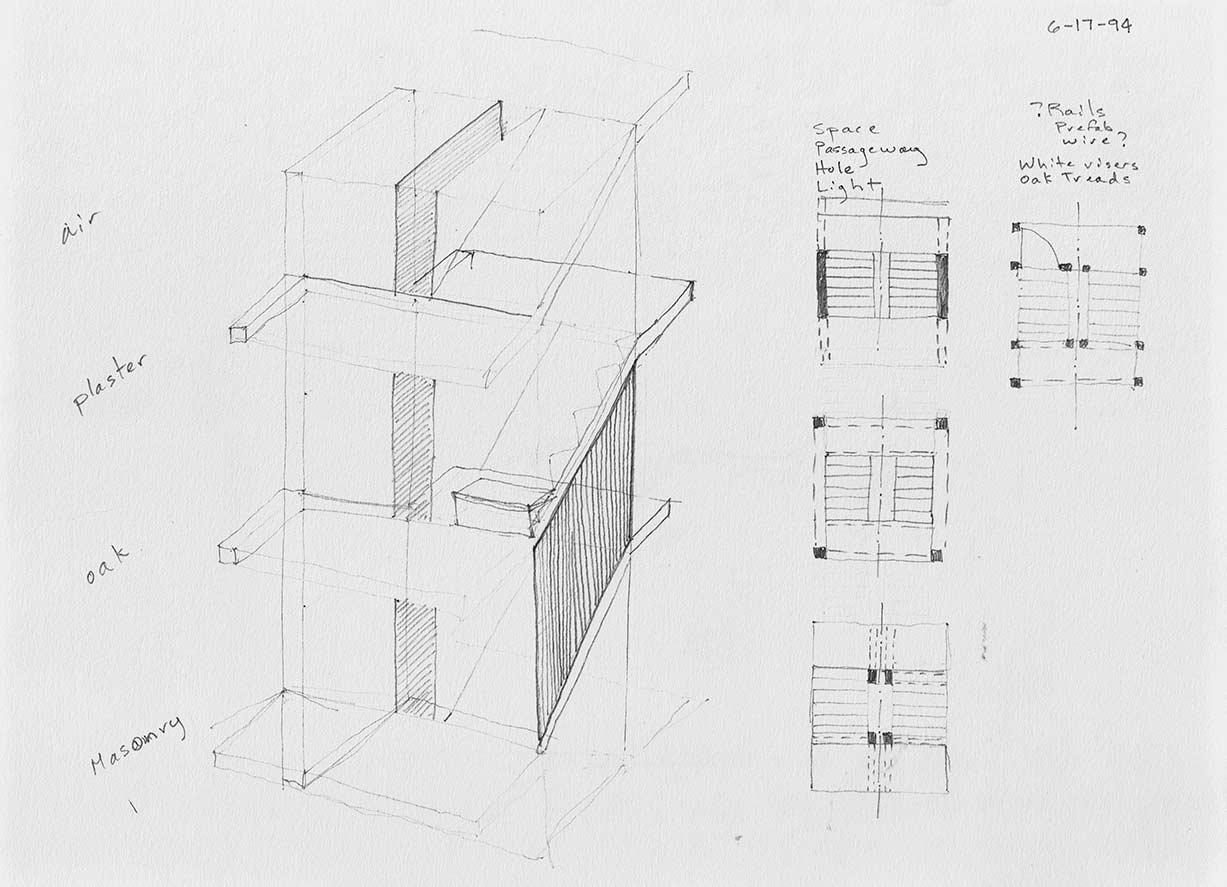 6-17-94
? Rails
Prefab
wire ?
White risers
Oak Treads
Space
Passageway
Hole
Light
air
plaster
oak
Masonry